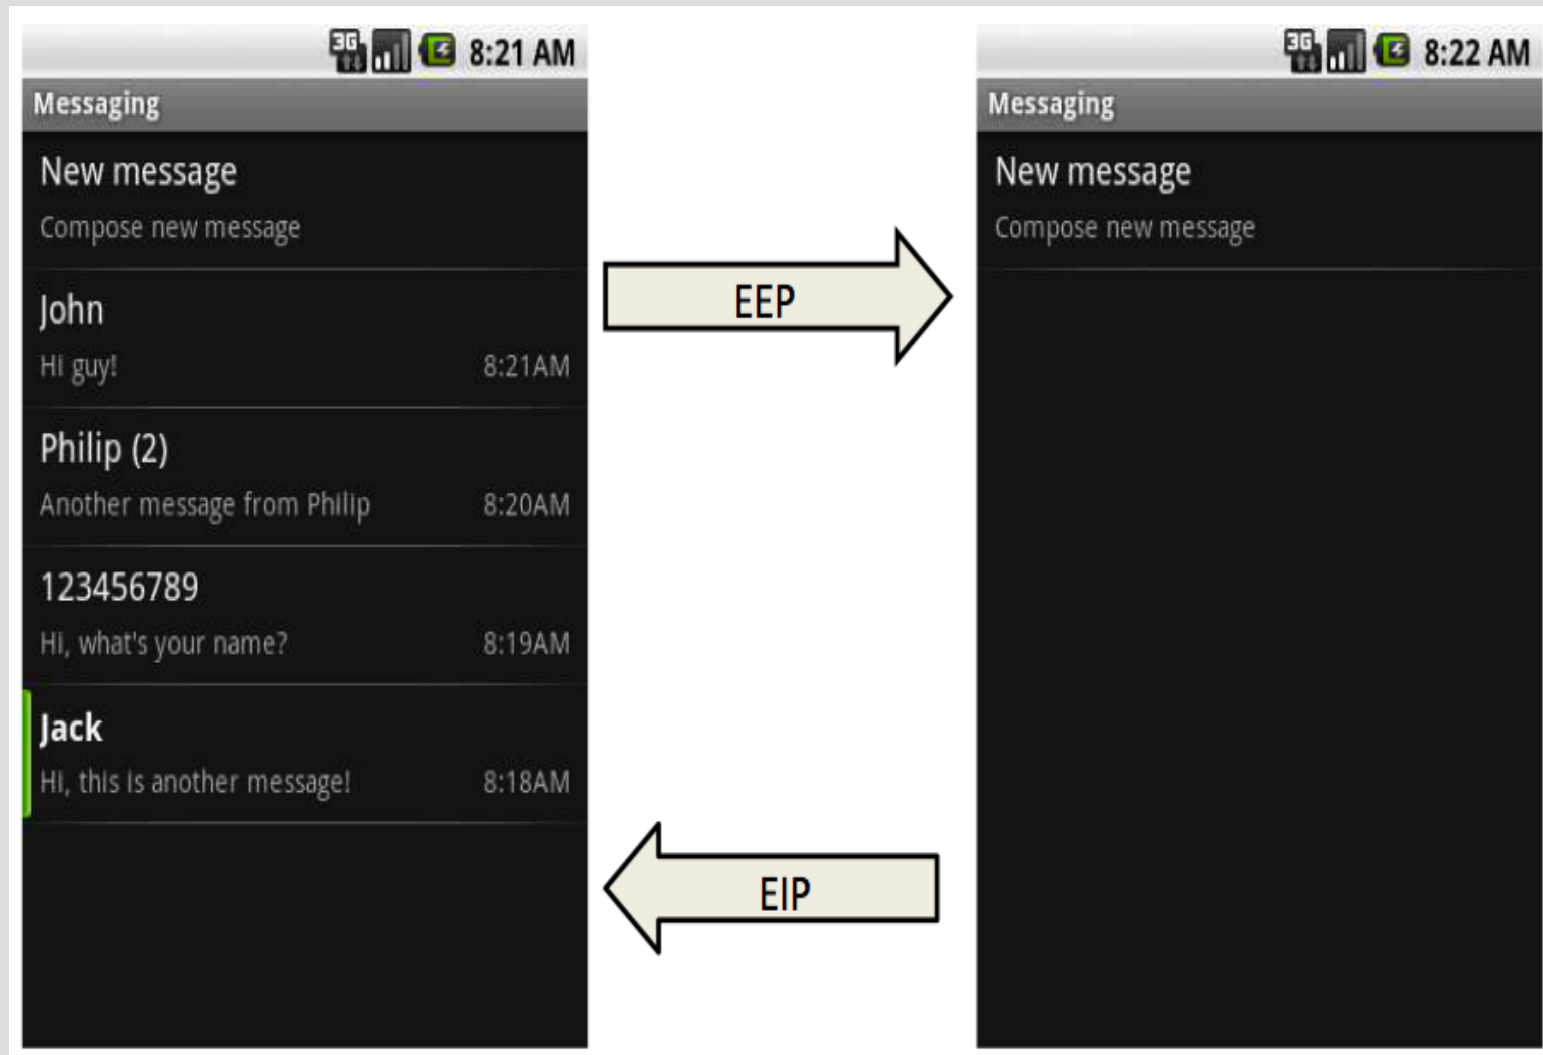 3G 8:21 AM
Messaging
New message
Compose new message
John
Hi guy! 8:21AM
Philip (2)
Another message from Philip 8:20AM
123456789
Hi, what's your name? 8:19AM
Jack
Hi, this is another message! 8:18AM
EEP
EIP
3G 8:22 AM
Messaging
New message
Compose new message